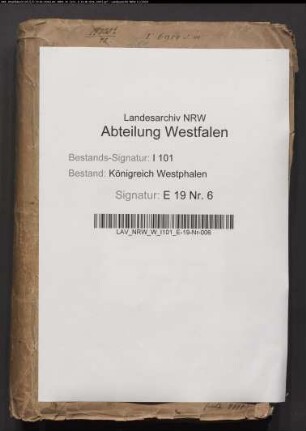 Landesarchiv NRW
Abteilung Westfalen
Bestands-Signatur: I 101
Bestand: Königreich Westphalen
Signatur: E 19 Nr. 6
LAV_NRW_W_I101_E-19-Nr-006